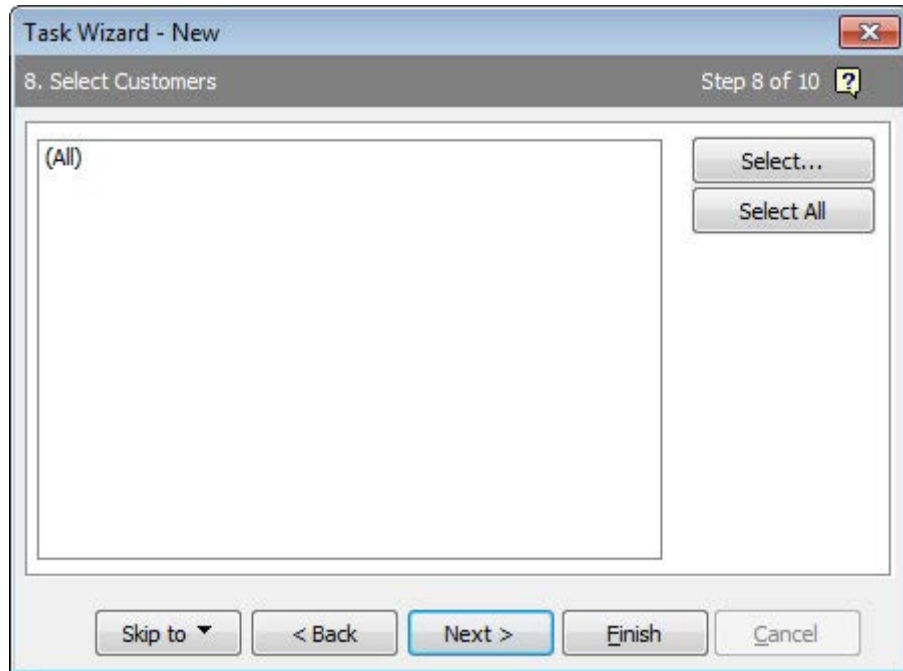 Task Wizard - New
8. Select Customers Step 8 of 10 ?
(All)
Select...
Select All
Skip to < Back Next > Finish Cancel